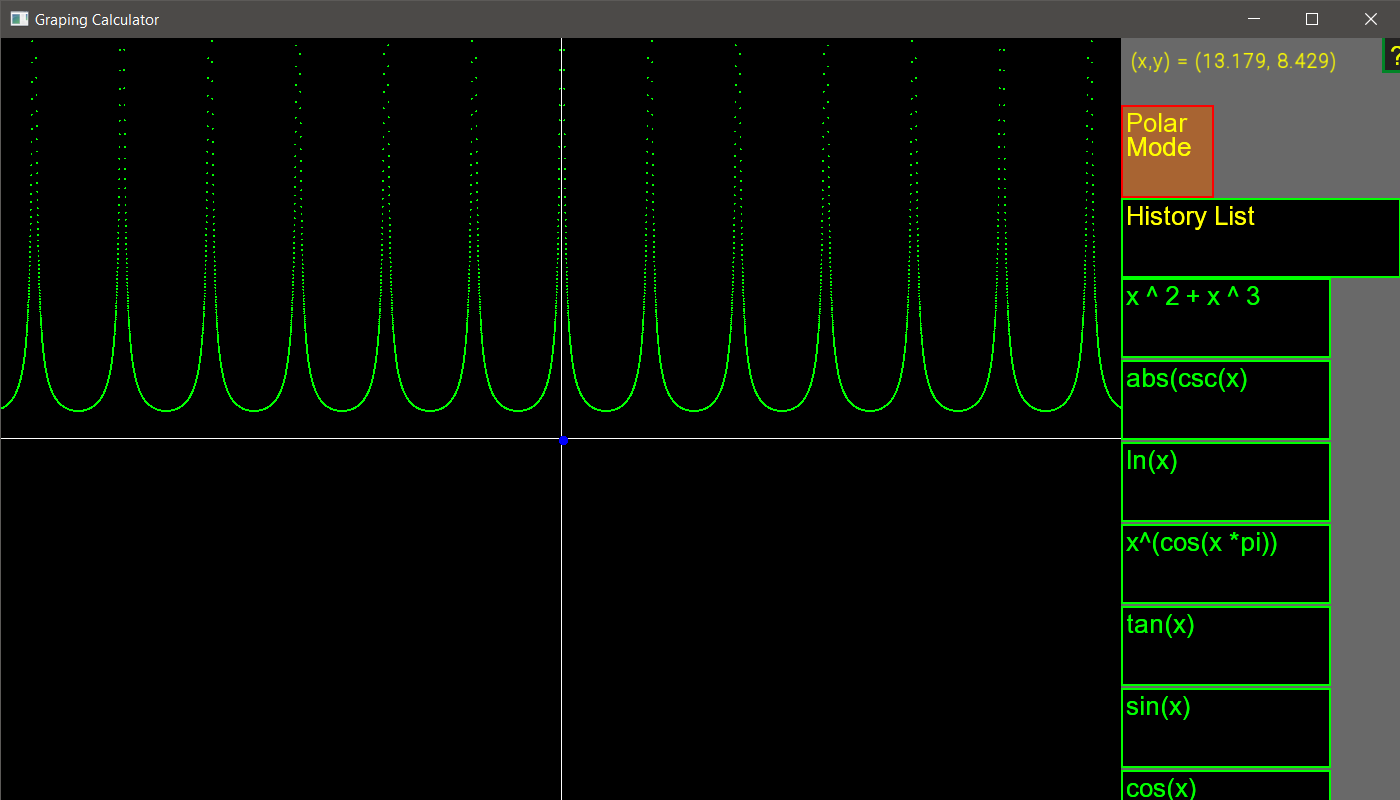 Graping Calculator
(x,y) = (13.179, 8.429)
?
Polar
Mode
History List
x ^ 2 + x ^ 3
abs(csc(x)
ln(x)
x^(cos(x *pi))
tan(x)
sin(x)
cos(x)